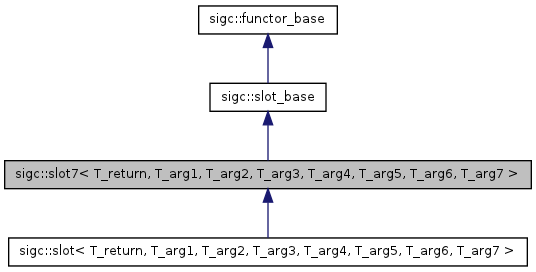 sigc::functor_base
sigc::slot_base
sigc::slot7< T_return, T_arg1, T_arg2, T_arg3, T_arg4, T_arg5, T_arg6, T_arg7 >
sigc::slot< T_return, T_arg1, T_arg2, T_arg3, T_arg4, T_arg5, T_arg6, T_arg7 >